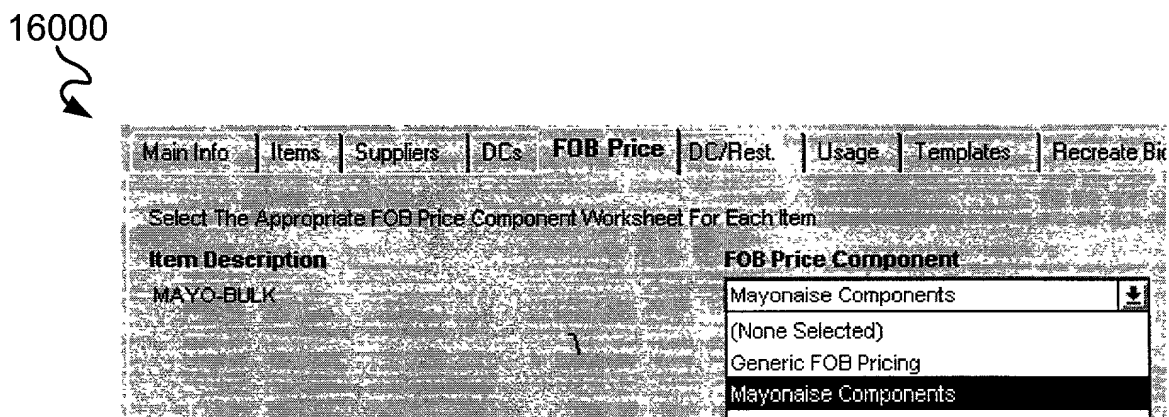 16000
Main Info Items Suppliers DCs FOB Price DC/Rest. Usage Templates Recreate Bid
Select The Appropriate FOB Price Component Worksheet For Each Item
Item Description FOB Price Component
MAYO-BULK Mayonaise Components
(None Selected)
Generic FOB Pricing
Mayonaise Components